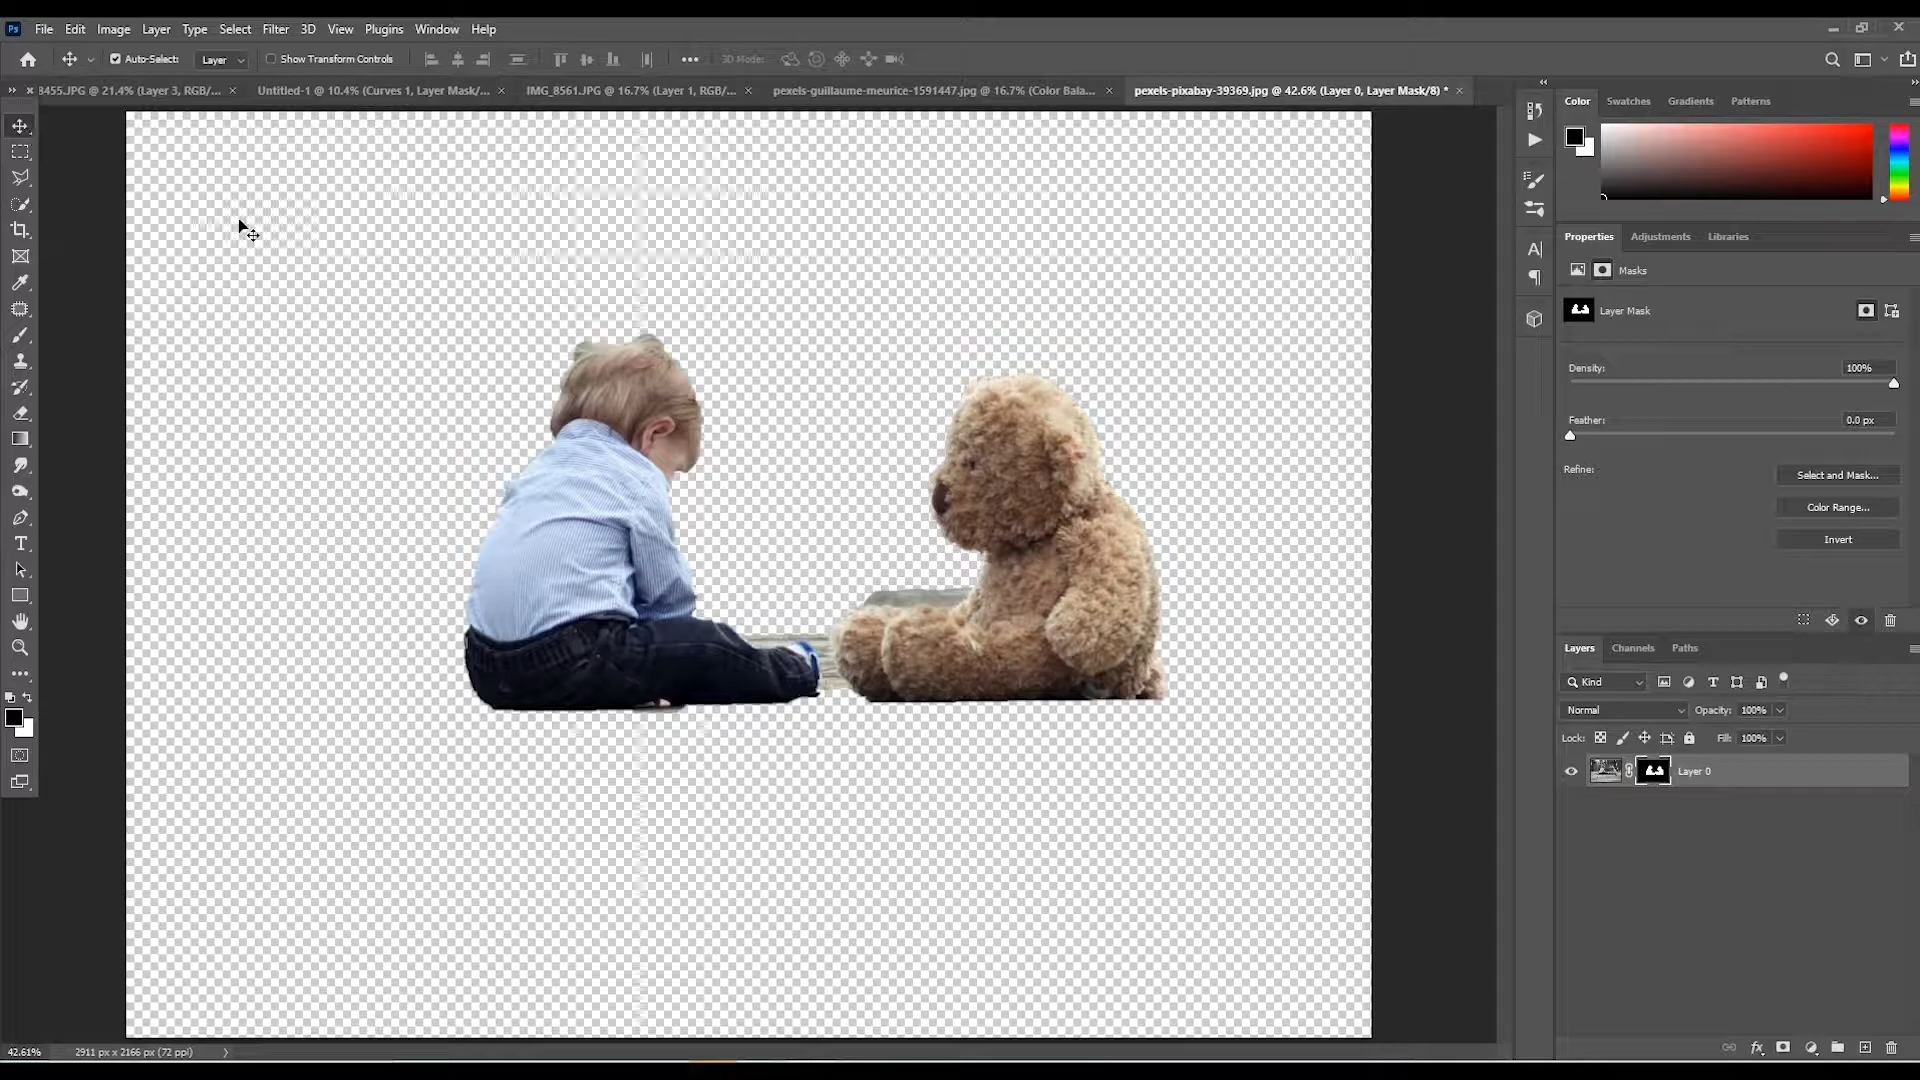 Ps File Edit Image Layer Type Select Filter 3D View Plugins Window Help
Auto-Select: Layer Show Transform Controls 3D Mode:
8455.JPG @ 21.4% (Layer 3, RGB/... Untitled-1 @ 10.4% (Curves 1, Layer Mask/... IMG_8561.JPG @ 16.7% (Layer 1, RGB/... pexels-guillaume-meurice-1591447.jpg @ 16.7% (Color Bala... pexels-pixabay-39369.jpg @ 42.6% (Layer 0, Layer Mask/8) *
Color Swatches Gradients Patterns
Properties Adjustments Libraries
Masks
Layer Mask
Density: 100%
Feather: 0.0 px
Refine:
Select and Mask...
Color Range...
Invert
Layers Channels Paths
Kind
Normal Opacity: 100%
Lock: Fill: 100%
Layer 0
42.61% 2911 px x 2166 px (72 ppi)